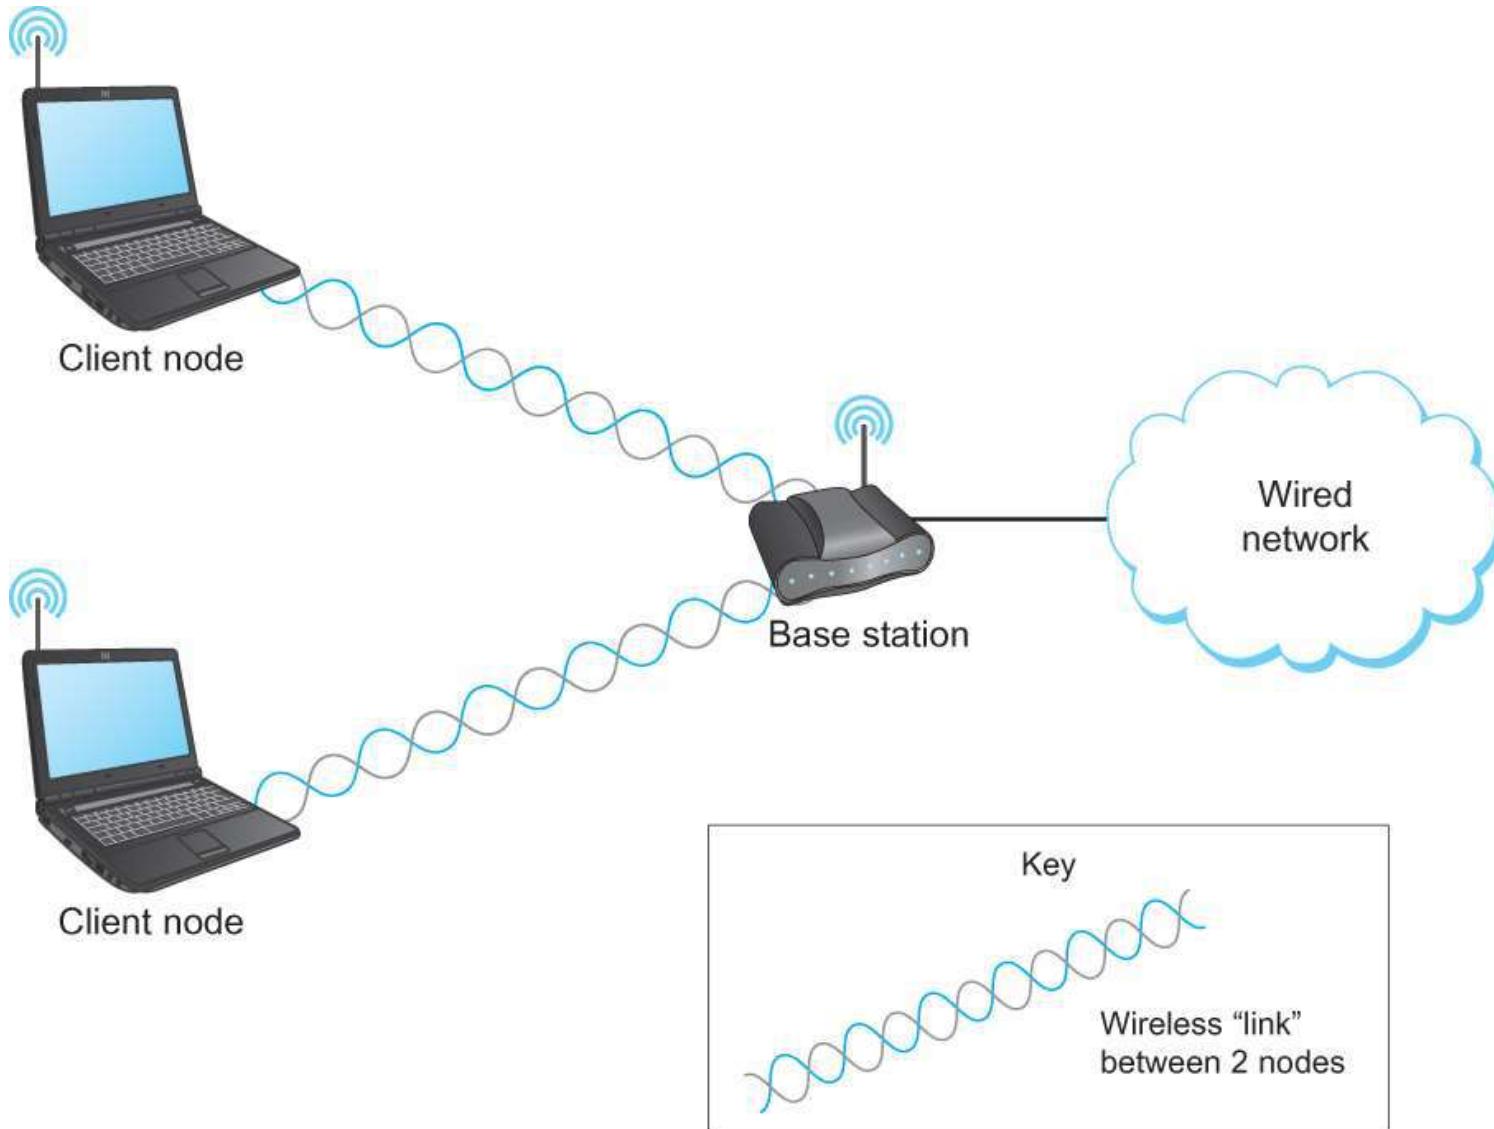 Client node
Wired
network
Base station
Client node
Key
Wireless “link”
between 2 nodes